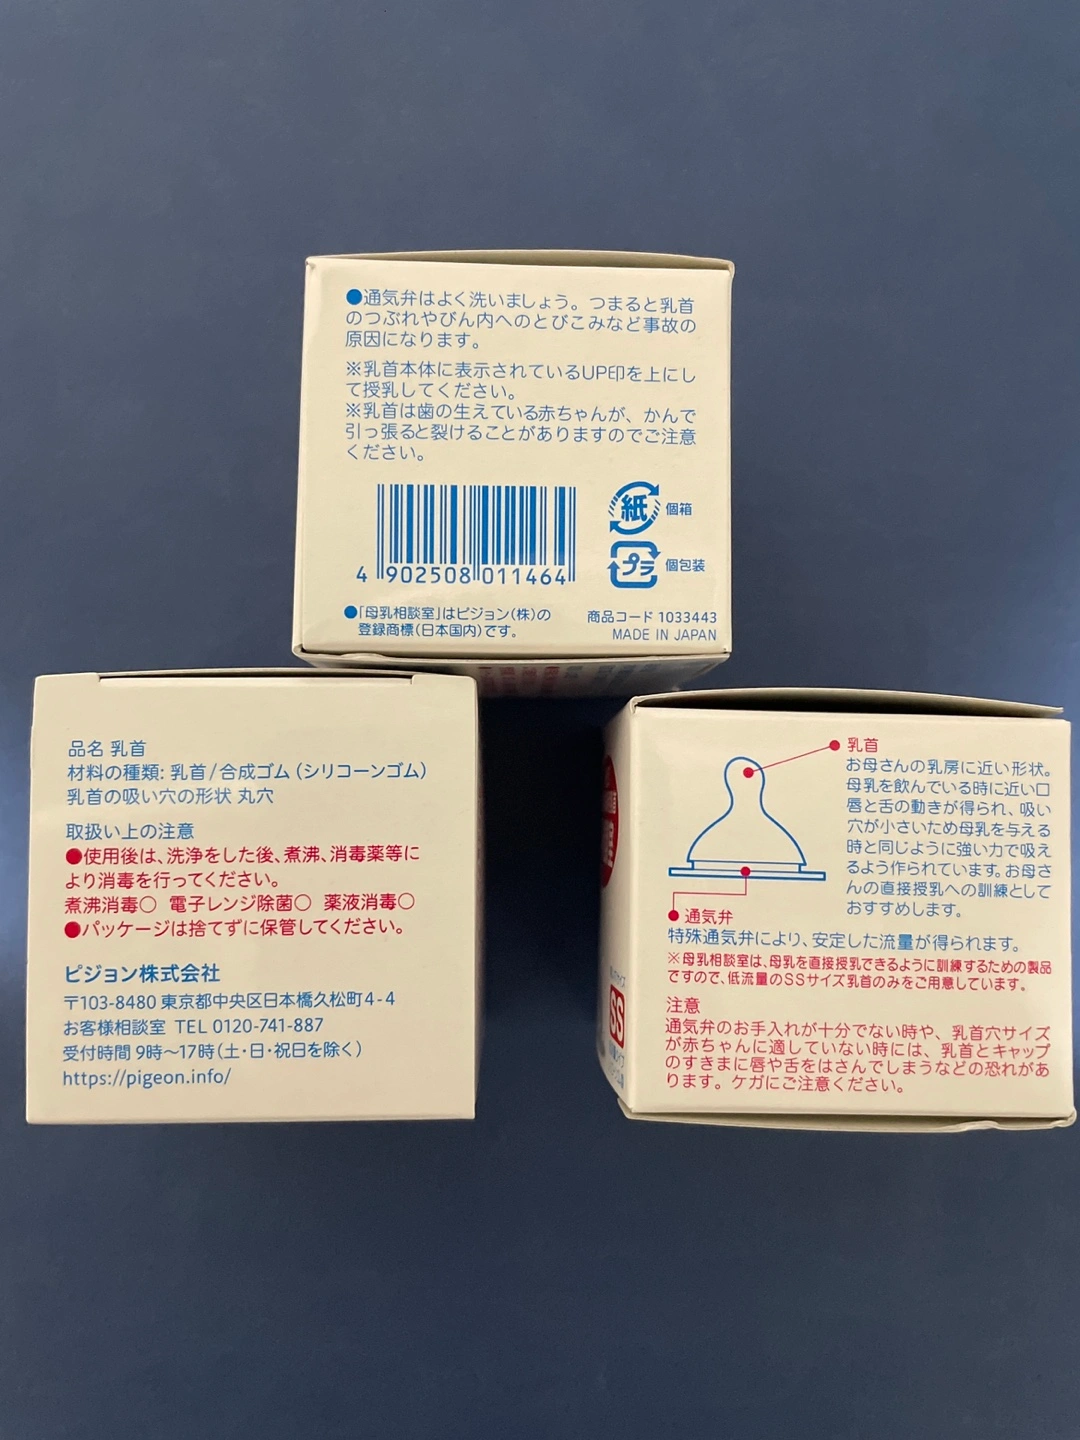 ●通気弁はよく洗いましょう。つまると乳首
のつぶれやびん内へのとびこみなど事故の
原因になります。
※乳首本体に表示されているUP印を上にし
て授乳してください。
※乳首は歯の生えている赤ちゃんが、かんで
引っ張ると裂けることがありますのでご注意
ください。
紙 個箱
プラ 個包装
4 902508 011464
●「母乳相談室」はピジョン(株)の
登録商標(日本国内)です。
商品コード 1033443
MADE IN JAPAN
品名 乳首
材料の種類: 乳首/合成ゴム(シリコーンゴム)
乳首の吸い穴の形状 丸穴
取扱い上の注意
●使用後は、洗浄をした後、煮沸、消毒薬等に
より消毒を行ってください。
煮沸消毒○ 電子レンジ除菌○ 薬液消毒○
●パッケージは捨てずに保管してください。
ピジョン株式会社
〒103-8480 東京都中央区日本橋久松町4-4
お客様相談室 TEL 0120-741-887
受付時間 9時〜17時(土・日・祝日を除く)
https://pigeon.info/
●乳首
お母さんの乳房に近い形状。
母乳を飲んでいる時に近い口
唇と舌の動きが得られ、吸い
穴が小さいため母乳を与える
時と同じように強い力で吸え
るよう作られています。お母さ
んの直接授乳への訓練として
おすすめします。
●通気弁
特殊通気弁により、安定した流量が得られます。
※母乳相談室は、母乳を直接授乳できるように訓練するための製品
ですので、低流量のSSサイズ乳首のみをご用意しています。
注意
通気弁のお手入れが十分でない時や、乳首穴サイズ
が赤ちゃんに適していない時には、乳首とキャップ
のすきまに唇や舌をはさんでしまうなどの恐れがあ
ります。ケガにご注意ください。
SS